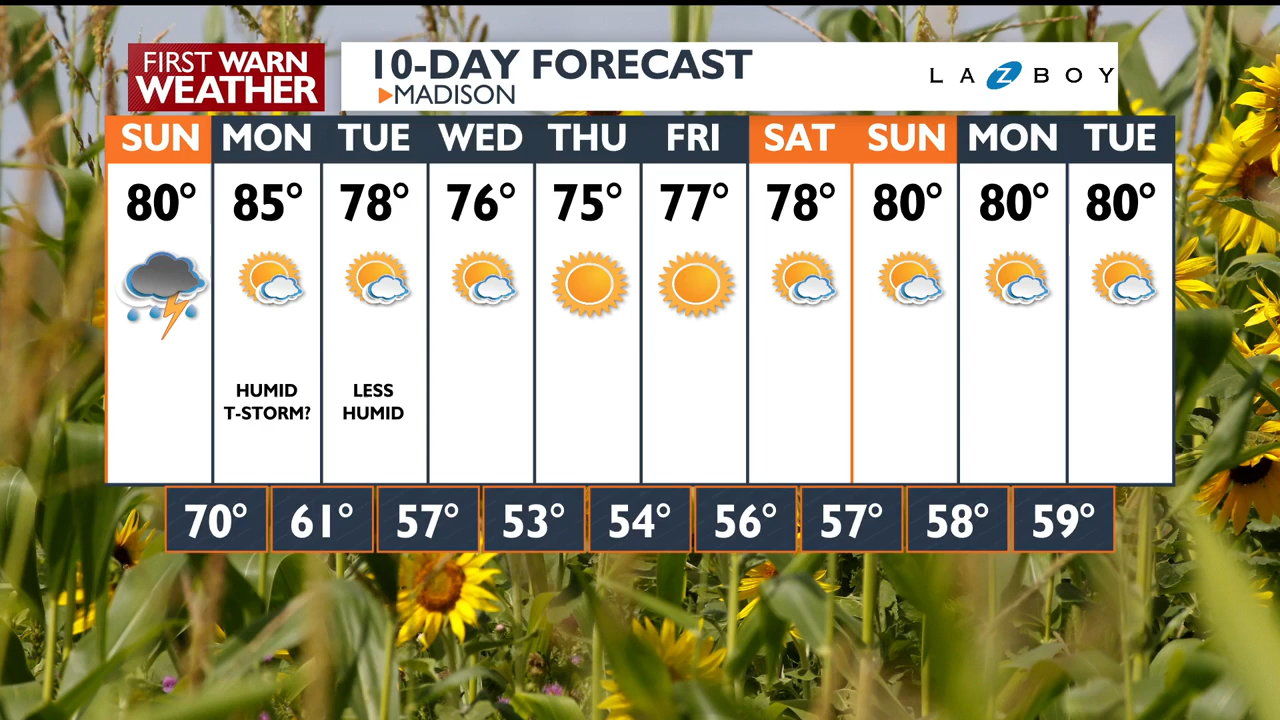 FIRST WARN
WEATHER
10-DAY FORECAST
MADISON
LA Z BOY
SUN MON TUE WED THU FRI SAT SUN MON TUE
80° 85° 78° 76° 75° 77° 78° 80° 80° 80°
HUMID
T-STORM?
LESS
HUMID
70° 61° 57° 53° 54° 56° 57° 58° 59°